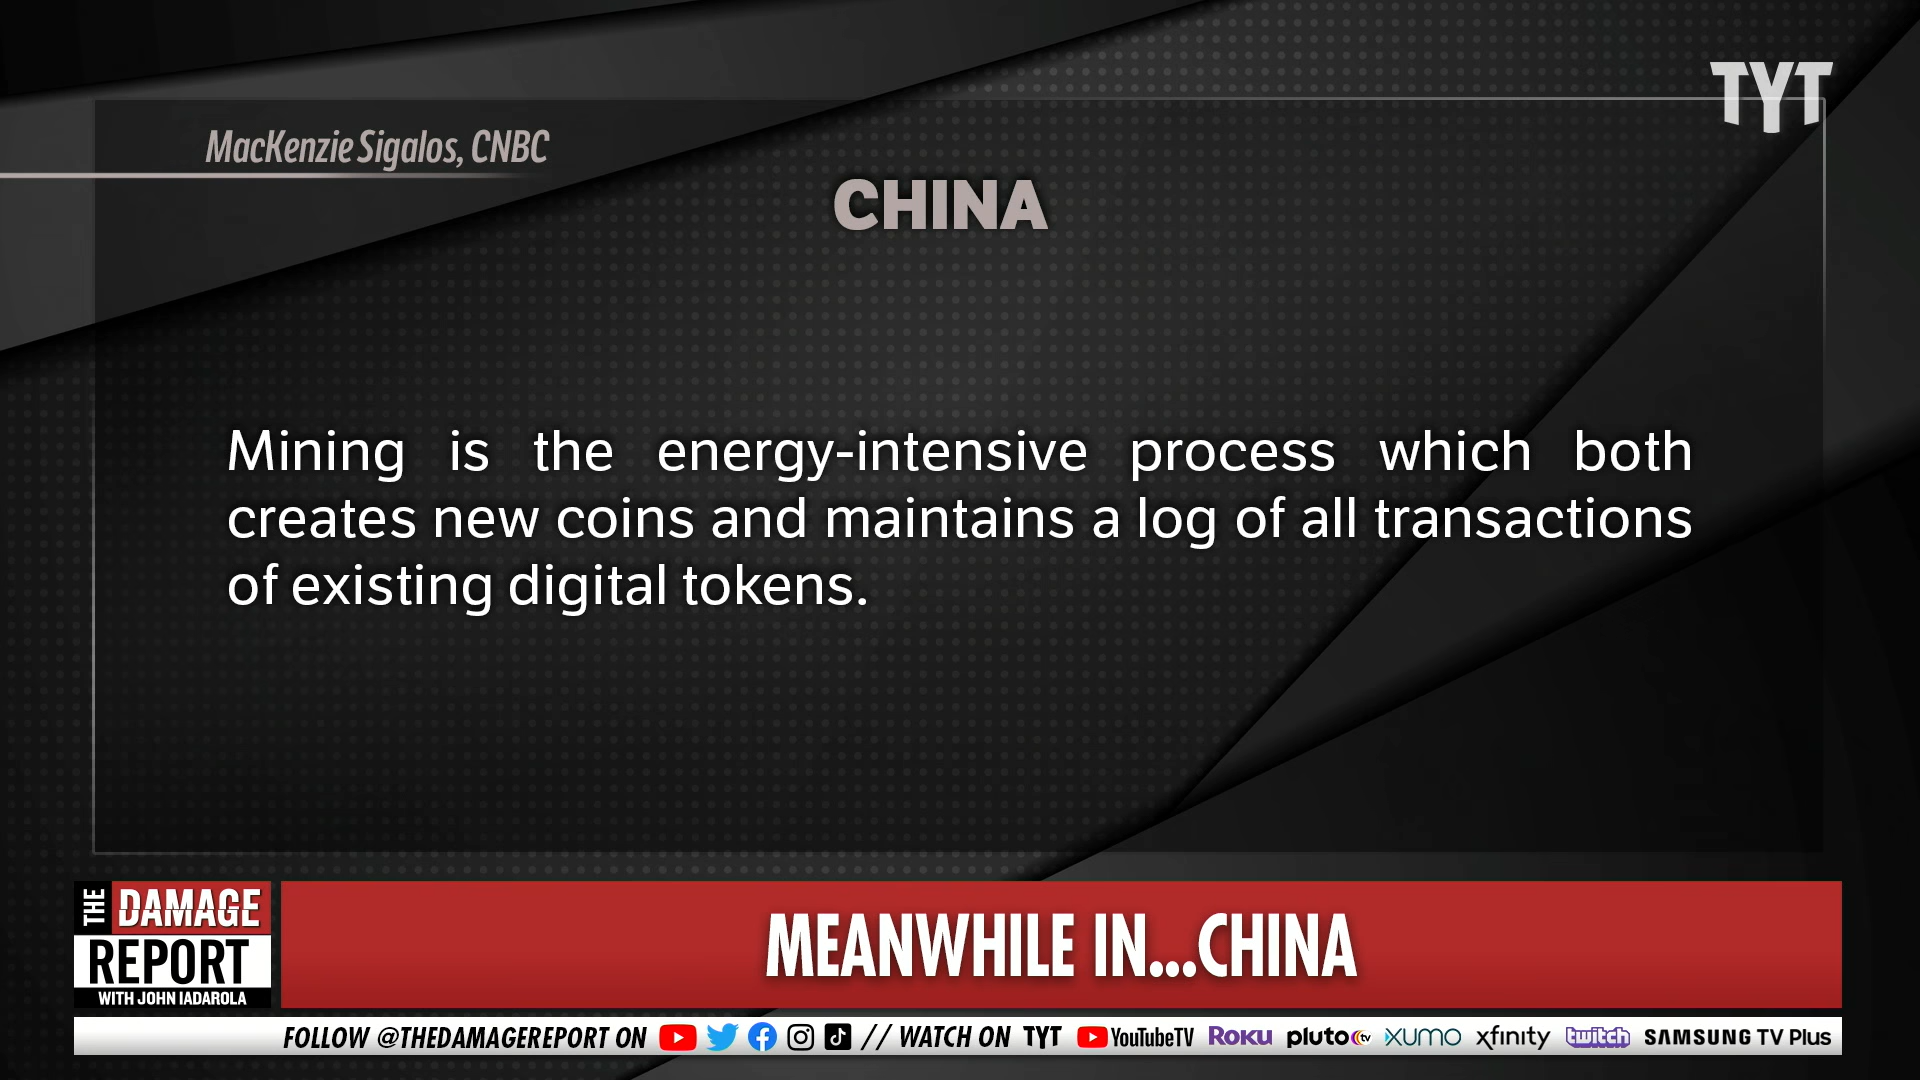 TYT
MacKenzie Sigalos, CNBC
CHINA
Mining is the energy-intensive process which both
creates new coins and maintains a log of all transactions
of existing digital tokens.
THE DAMAGE
REPORT
WITH JOHN IADAROLA
MEANWHILE IN...CHINA
FOLLOW @THEDAMAGEREPORT ON // WATCH ON TYT YouTubeTV ROKU pluto tv XUMO xfinity twitch SAMSUNG TV Plus